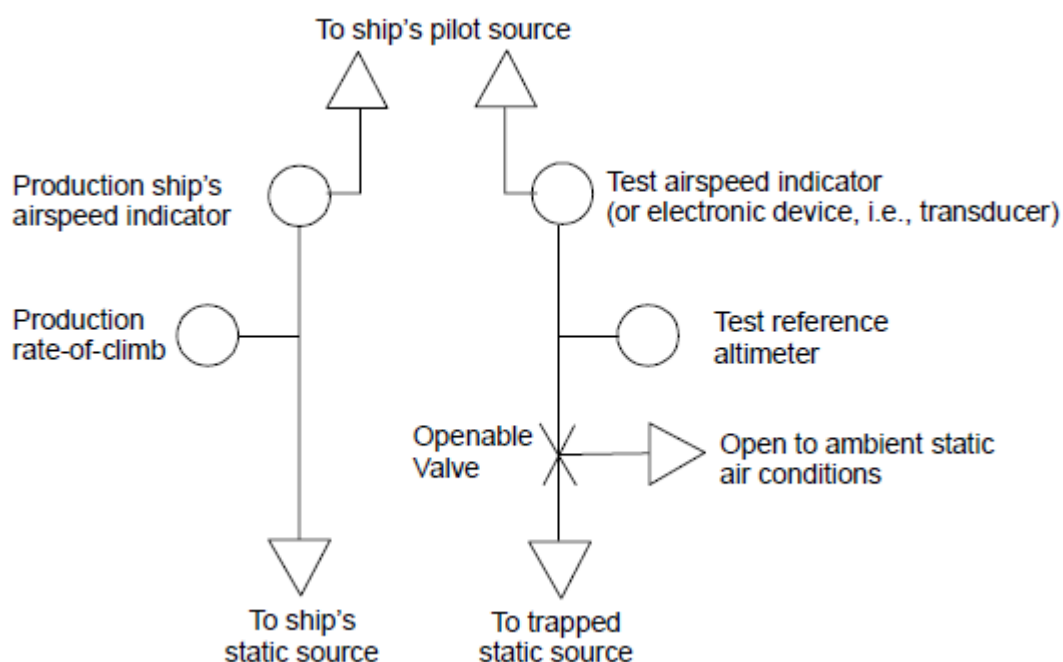 To ship's pilot source
Production ship's
airspeed indicator
Test airspeed indicator
(or electronic device, i.e., transducer)
Production
rate-of-climb
Test reference
altimeter
Openable
Valve
Open to ambient static
air conditions
To ship's
static source
To trapped
static source